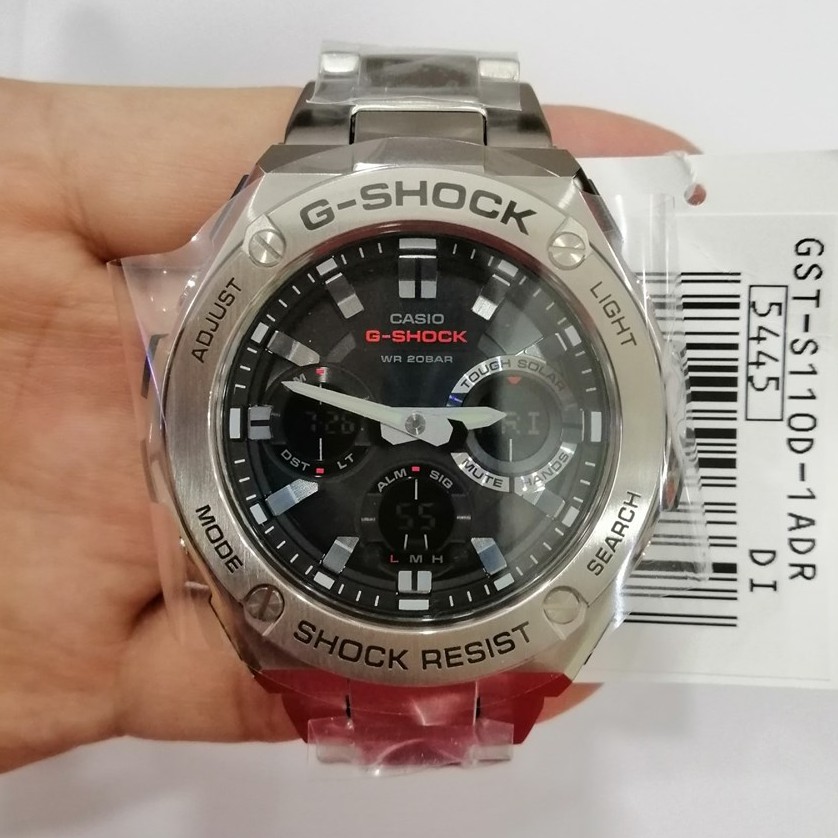 G-SHOCK
ADJUST
LIGHT
CASIO
G-SHOCK
WR 20BAR
TOUGH SOLAR
DST LT
MUTE HANDS
ALM SIG
55
L M H
MODE
SEARCH
SHOCK RESIST
GST-S110D-1ADR
5445
DI